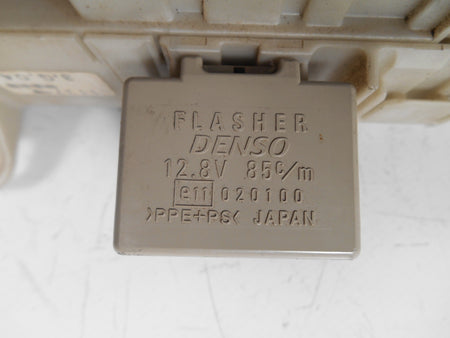 FLASHER
DENSO
12.8V 85c/m
e11 020100
>PPE+PS< JAPAN